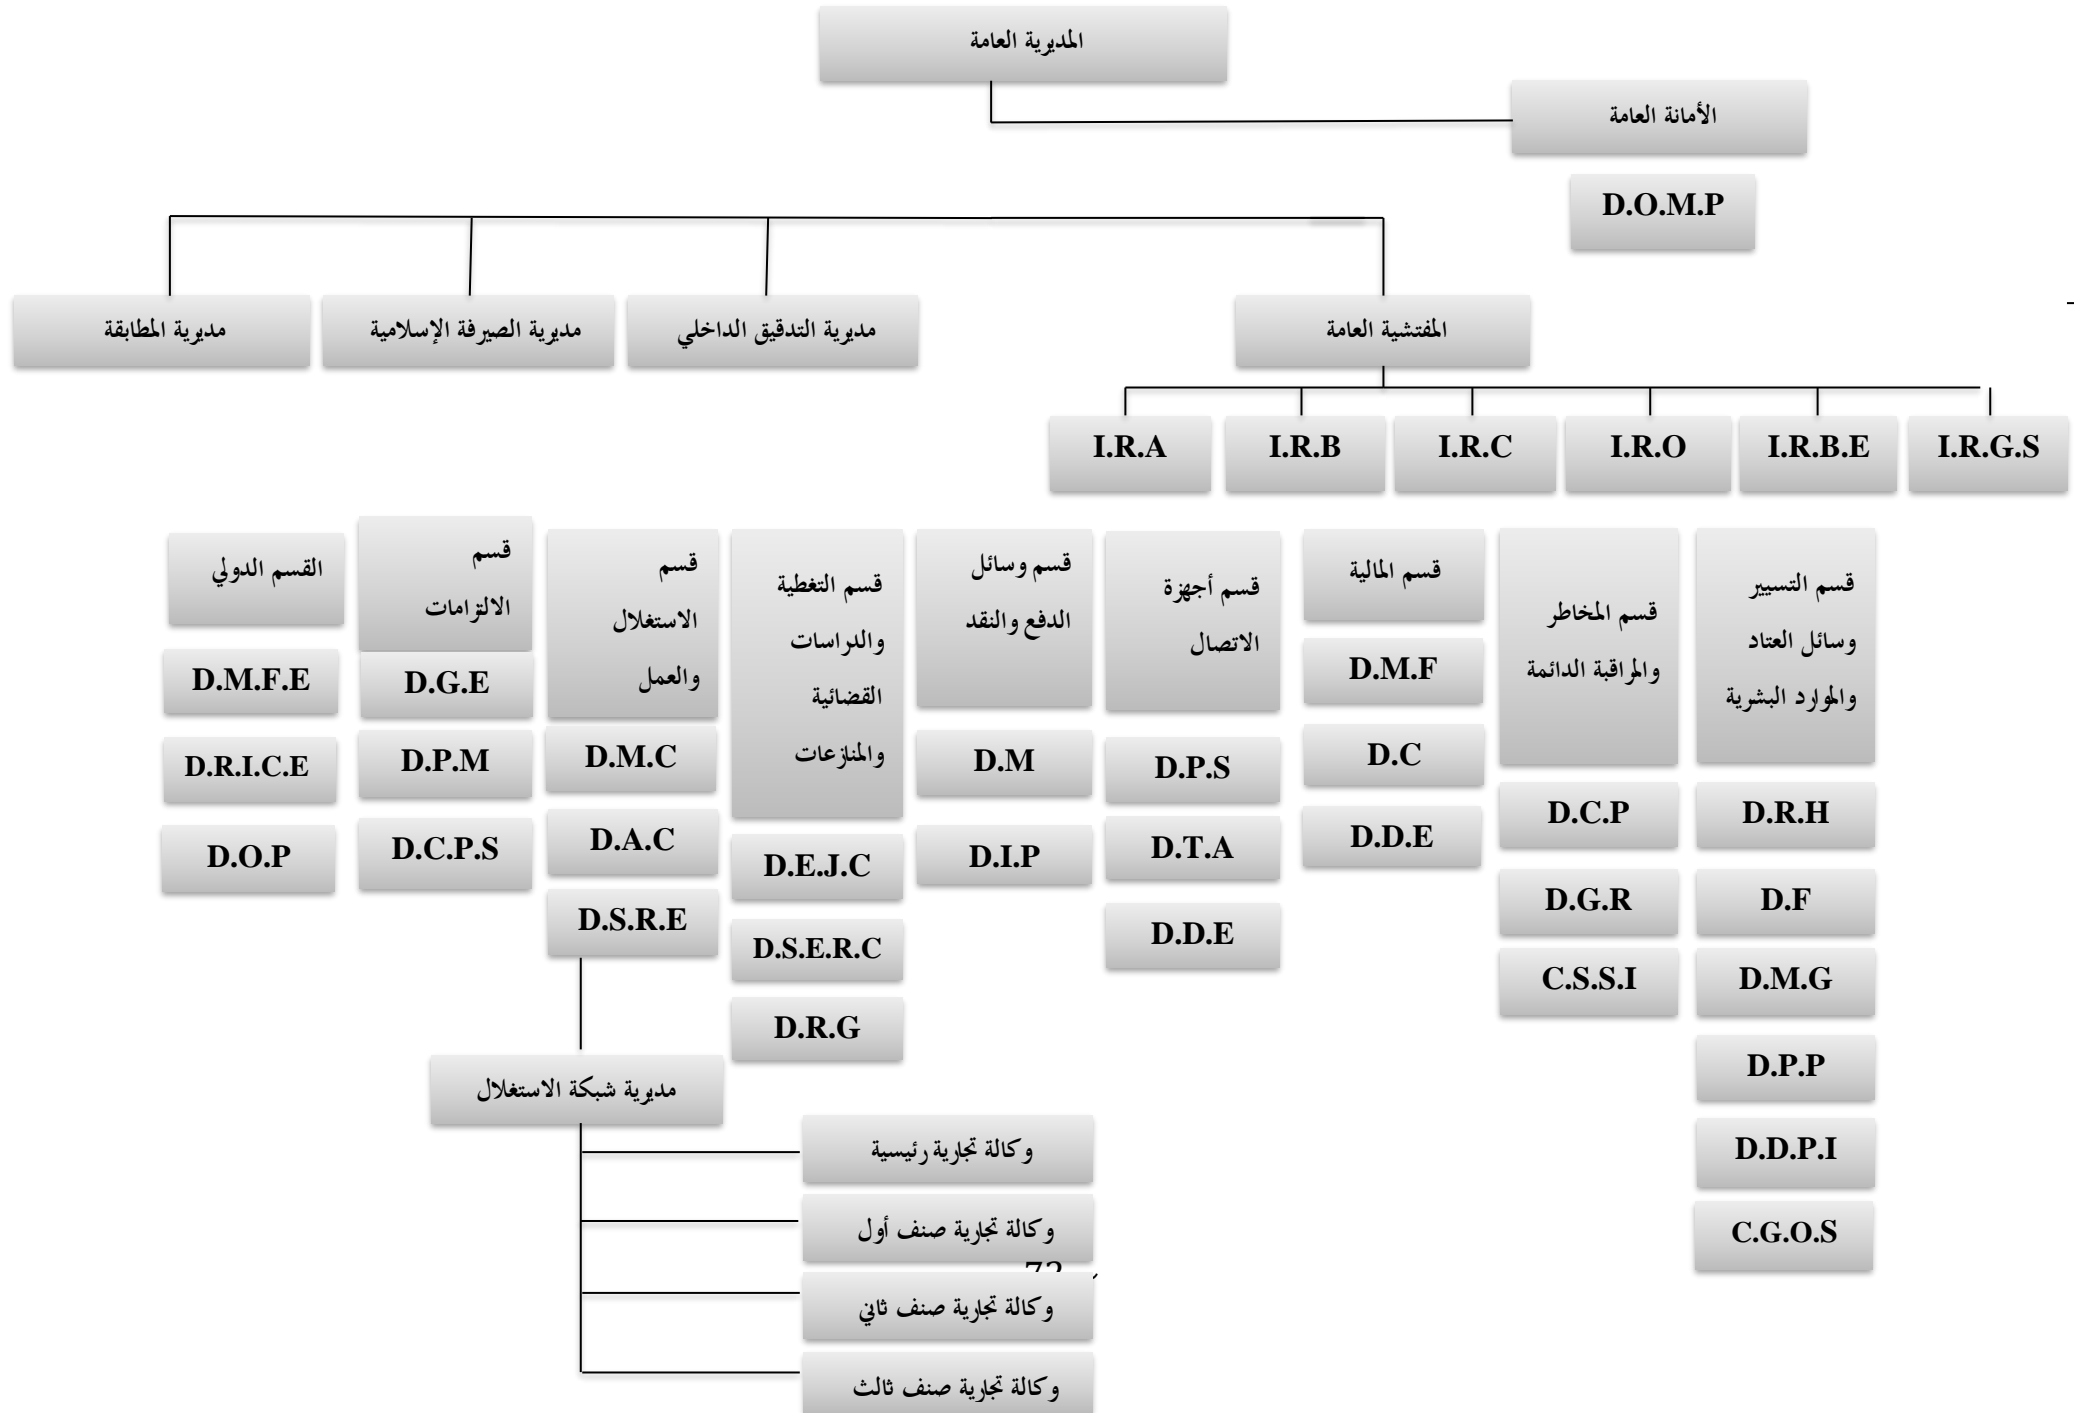 المديرية العامة
الأمانة العامة
D.O.M.P
المفتشية العامة
مديرية التدقيق الداخلي
مديرية الصيرفة الإسلامية
مديرية المطابقة
I.R.A
I.R.B
I.R.C
I.R.O
I.R.B.E
I.R.G.S
قسم التسيير
وسائل العتاد
والموارد البشرية
D.R.H
D.F
D.M.G
D.P.P
D.D.P.I
C.G.O.S
قسم المخاطر
والمراقبة الدائمة
D.C.P
D.G.R
C.S.S.I
قسم المالية
D.M.F
D.C
D.D.E
قسم أجهزة
الاتصال
D.P.S
D.T.A
D.D.E
قسم وسائل
الدفع والنقد
D.M
D.I.P
قسم التغطية
والدراسات
القضائية
والمنازعات
D.E.J.C
D.S.E.R.C
D.R.G
قسم
الاستغلال
والعمل
D.M.C
D.A.C
D.S.R.E
قسم
الالتزامات
D.G.E
D.P.M
D.C.P.S
القسم الدولي
D.M.F.E
D.R.I.C.E
D.O.P
مديرية شبكة الاستغلال
وكالة تجارية رئيسية
وكالة تجارية صنف أول
وكالة تجارية صنف ثاني
وكالة تجارية صنف ثالث